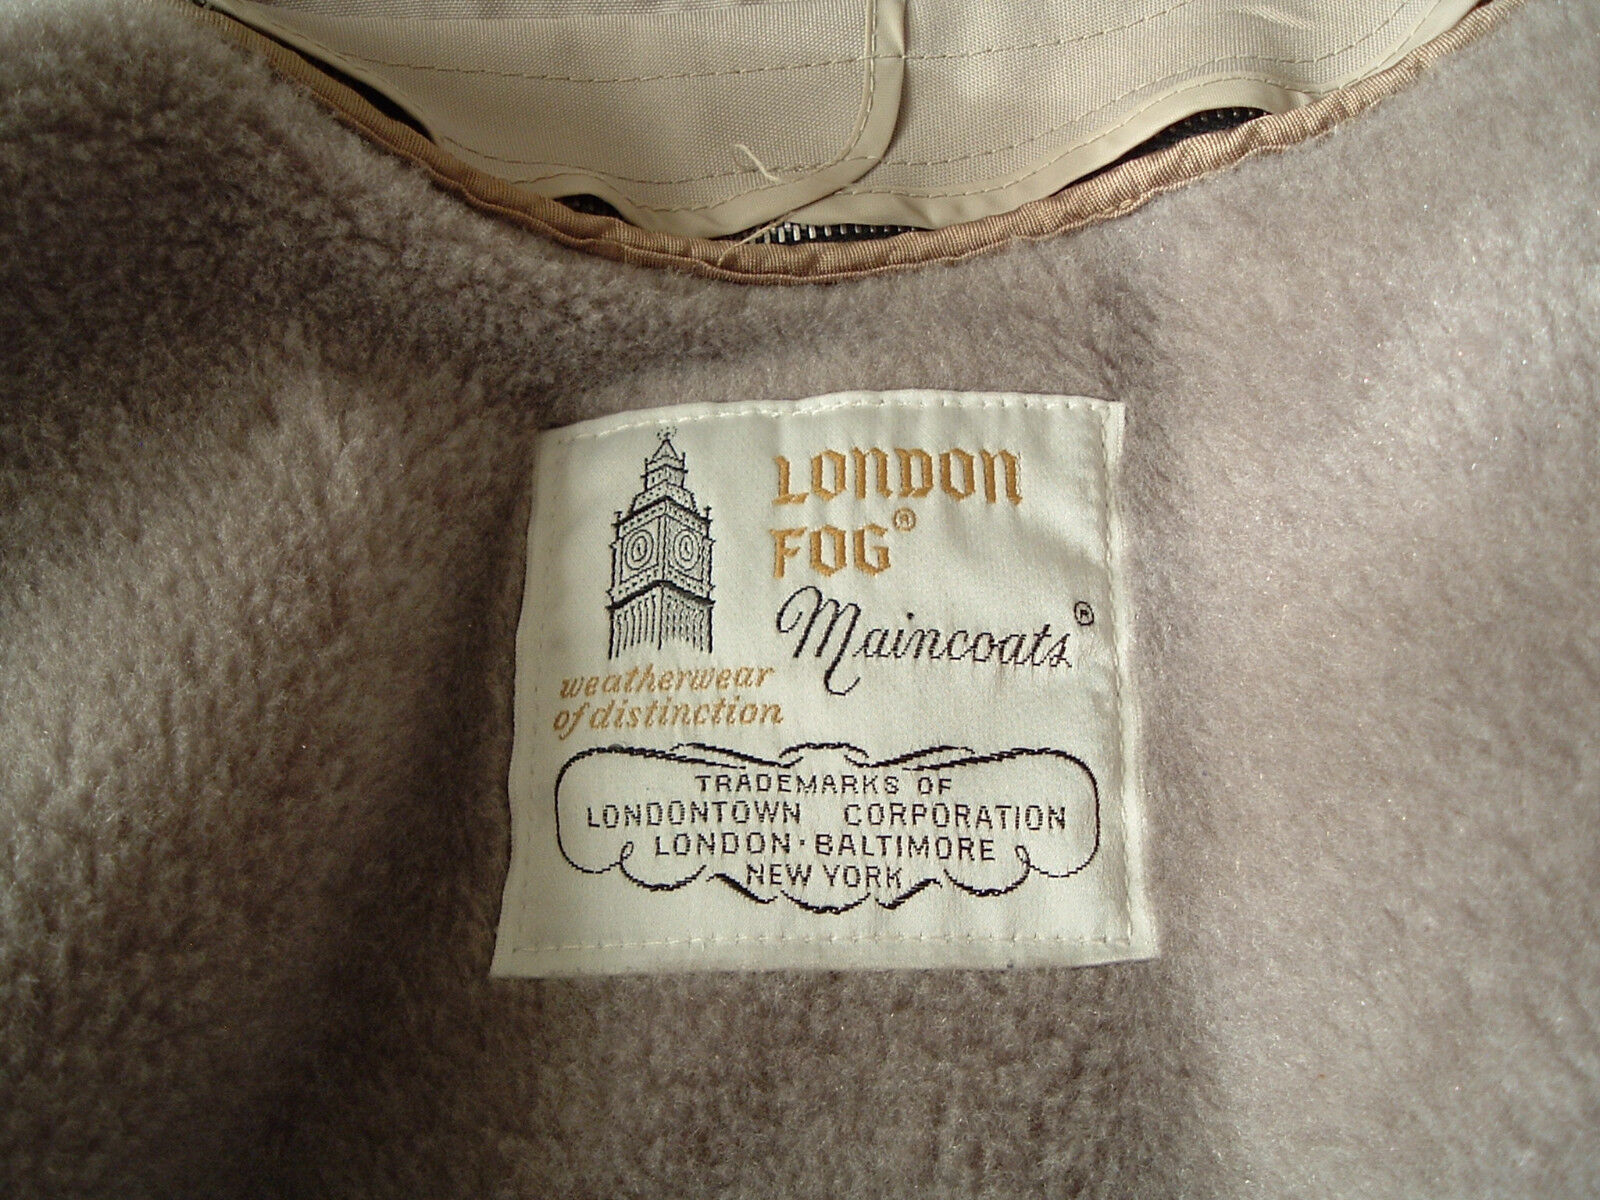 LONDON
FOG®
Maincoats®
weatherwear
of distinction
TRADEMARKS OF
LONDONTOWN CORPORATION
LONDON · BALTIMORE
NEW YORK